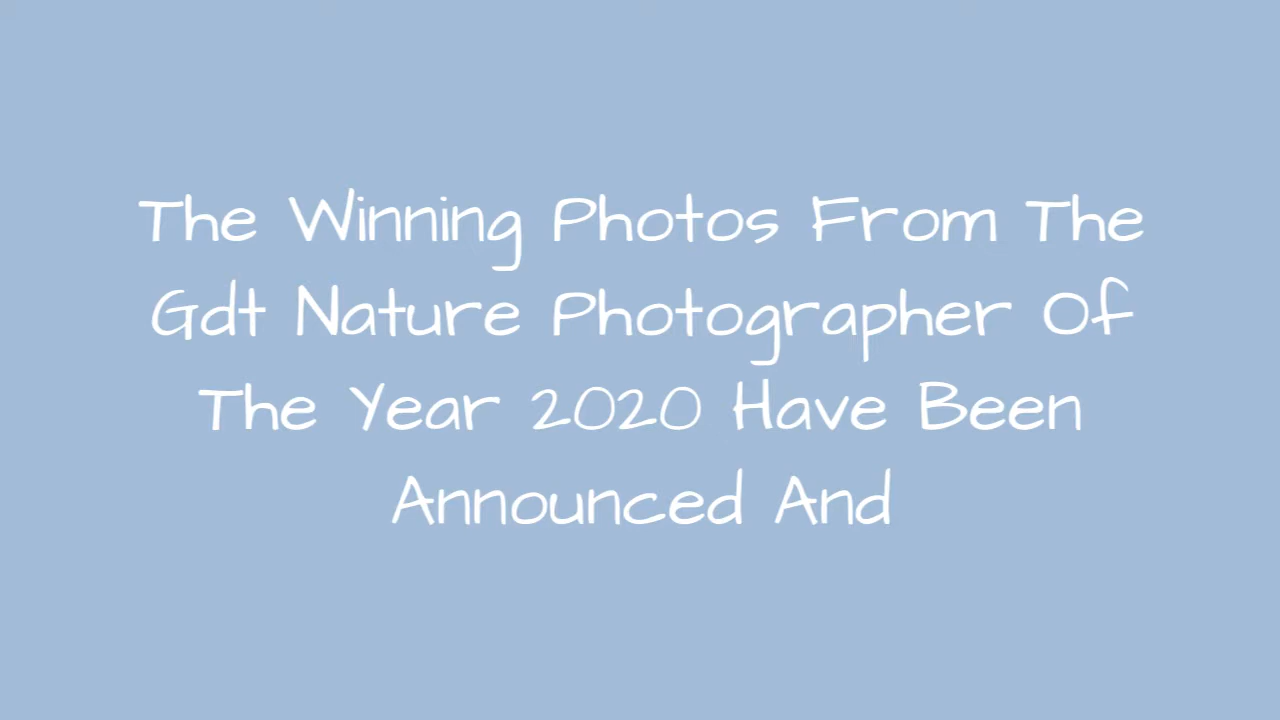 The Winning Photos From The
Gdt Nature Photographer Of
The Year 2020 Have Been
Announced And